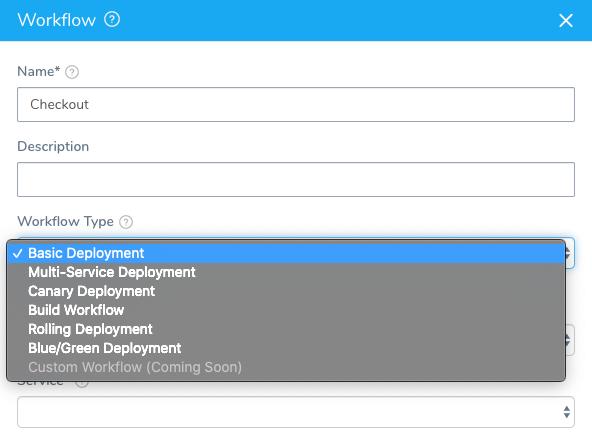 Workflow ?
Name* ?
Checkout
Description
Workflow Type ?
✓ Basic Deployment
Multi-Service Deployment
Canary Deployment
Build Workflow
Rolling Deployment
Blue/Green Deployment
Custom Workflow (Coming Soon)
Service ?